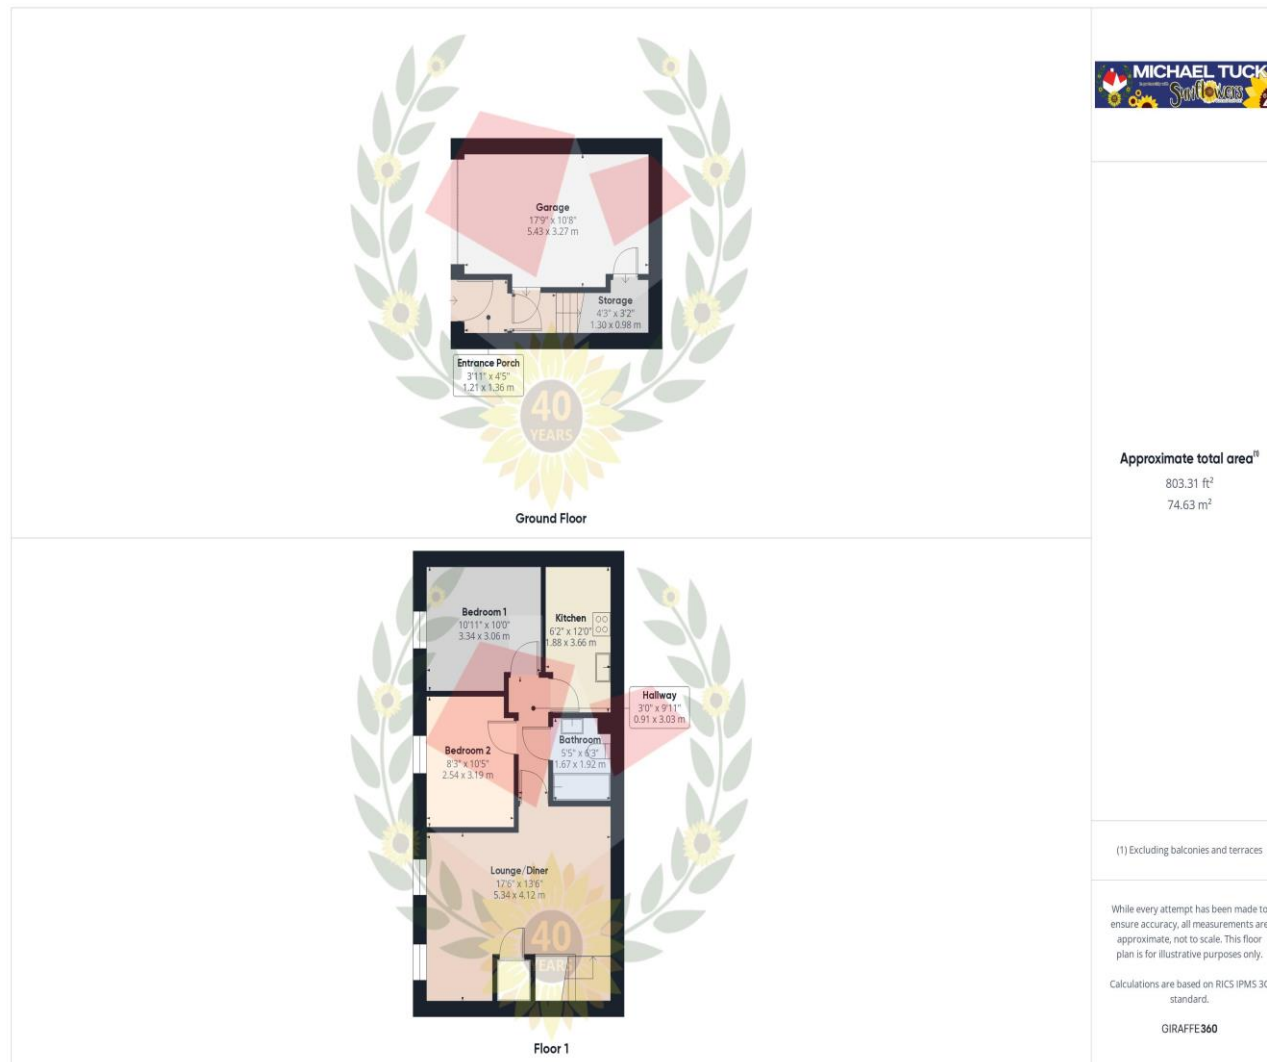 MICHAEL TUCK
Sunflowers
Garage
17'9" x 10'8"
5.43 x 3.27 m
Storage
4'3" x 3'2"
1.30 x 0.98 m
Entrance Porch
3'11" x 4'5"
1.21 x 1.36 m
40
YEARS
Ground Floor
Approximate total area(1)
803.31 ft²
74.63 m²
Bedroom 1
10'11" x 10'0"
3.34 x 3.06 m
Kitchen
6'2" x 12'0"
1.88 x 3.66 m
Hallway
3'0" x 9'11"
0.91 x 3.03 m
Bathroom
5'5" x 6'3"
1.67 x 1.92 m
Bedroom 2
8'3" x 10'5"
2.54 x 3.19 m
Lounge/Diner
17'6" x 13'6"
5.34 x 4.12 m
40
YEARS
Floor 1
(1) Excluding balconies and terraces
While every attempt has been made to
ensure accuracy, all measurements are
approximate, not to scale. This floor
plan is for illustrative purposes only.
Calculations are based on RICS IPMS 3C
standard.
GIRAFFE360